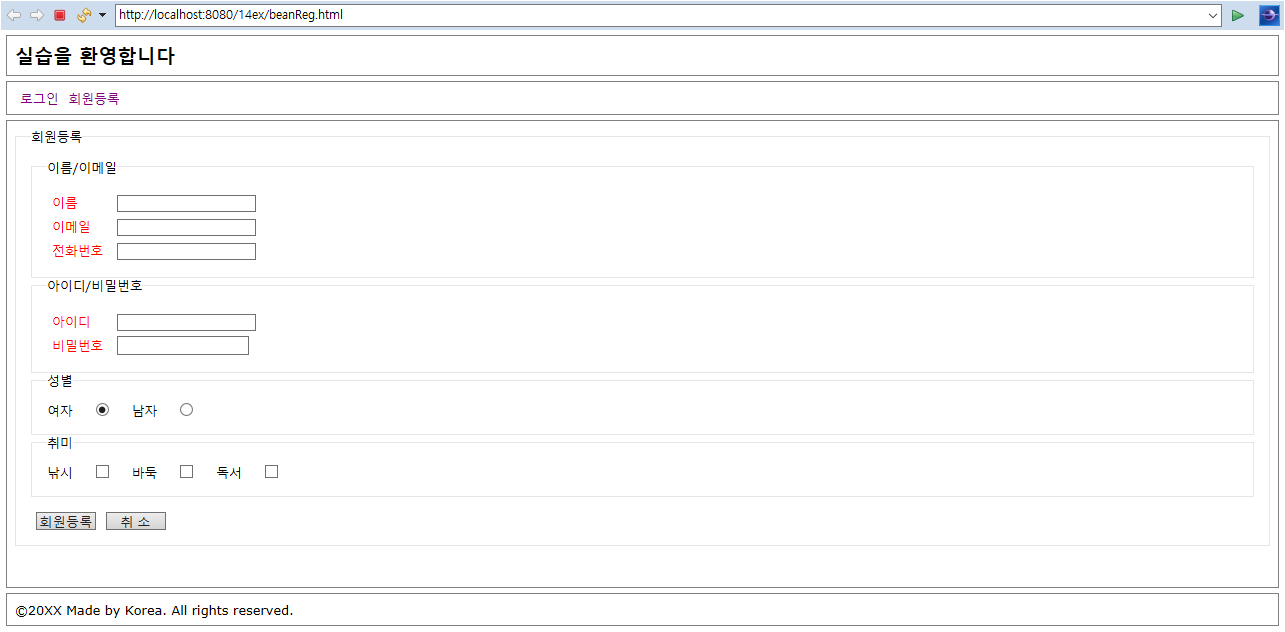 http://localhost:8080/14ex/beanReg.html
실습을 환영합니다
로그인 회원등록
회원등록
이름/이메일
이름
이메일
전화번호
아이디/비밀번호
아이디
비밀번호
성별
여자 남자
취미
낚시 바둑 독서
회원등록 취 소
©20XX Made by Korea. All rights reserved.